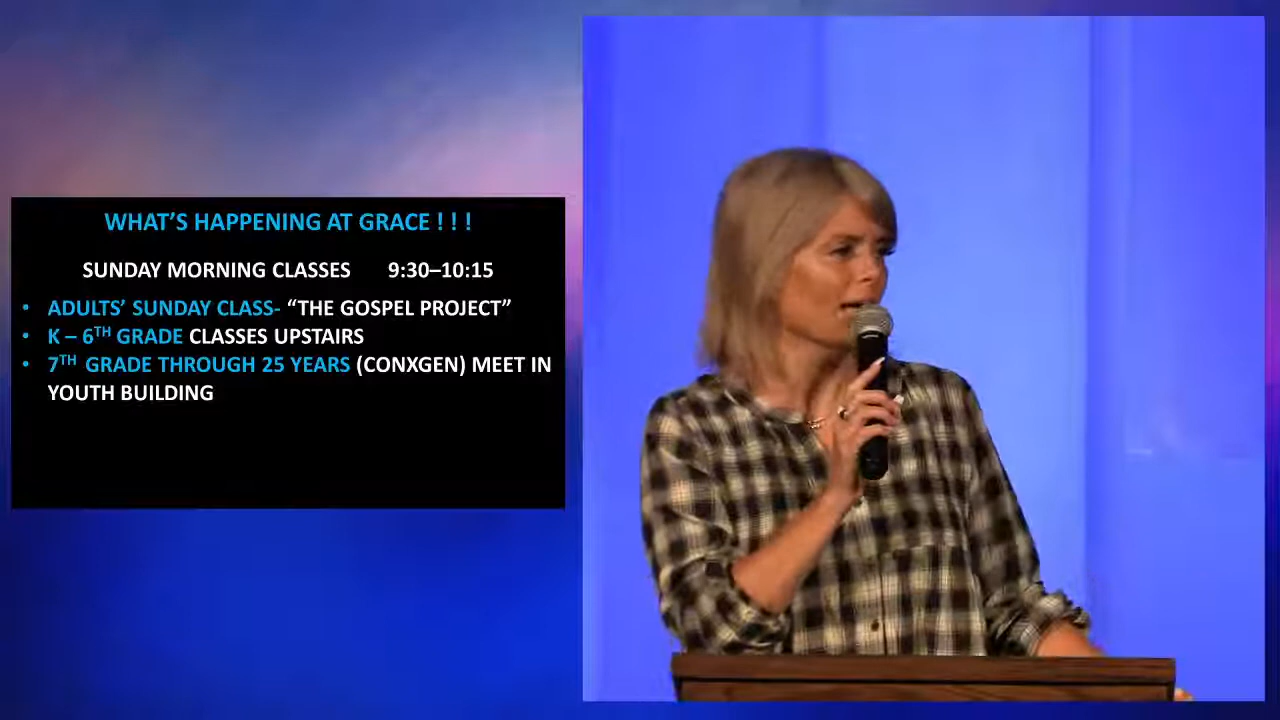 WHAT'S HAPPENING AT GRACE ! ! !
SUNDAY MORNING CLASSES 9:30–10:15
• ADULTS' SUNDAY CLASS- “THE GOSPEL PROJECT”
• K – 6TH GRADE CLASSES UPSTAIRS
• 7TH GRADE THROUGH 25 YEARS (CONXGEN) MEET IN
YOUTH BUILDING